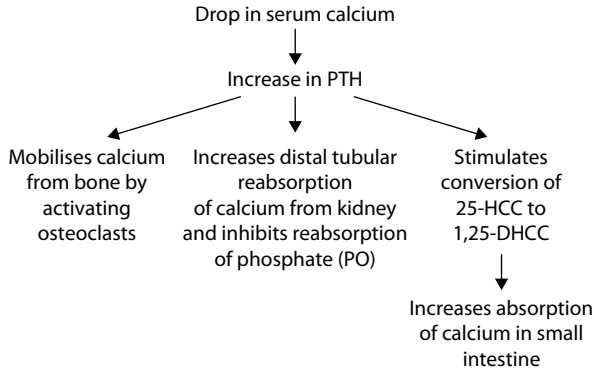 Drop in serum calcium
Increase in PTH
Mobilises calcium
from bone by
activating
osteoclasts
Increases distal tubular
reabsorption
of calcium from kidney
and inhibits reabsorption
of phosphate (PO)
Stimulates
conversion of
25-HCC to
1,25-DHCC
Increases absorption
of calcium in small
intestine